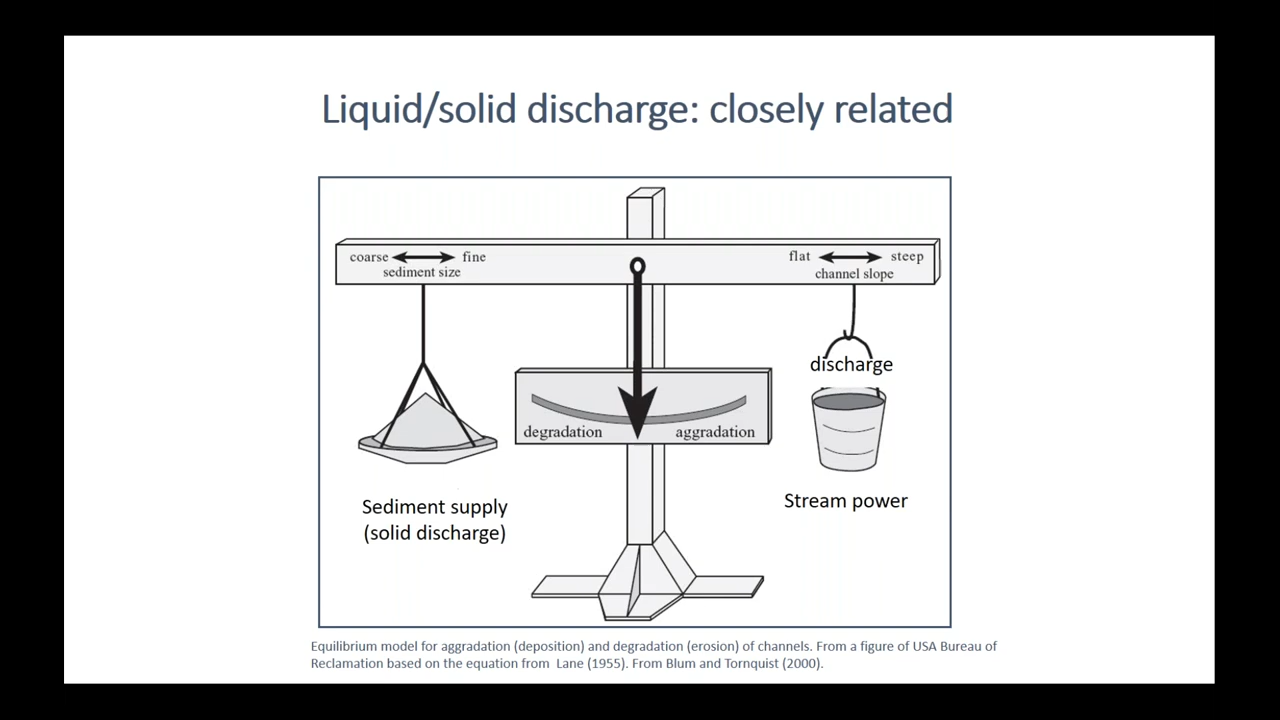 Liquid/solid discharge: closely related
coarse fine
sediment size
flat steep
channel slope
discharge
degradation aggradation
Sediment supply
(solid discharge)
Stream power
Equilibrium model for aggradation (deposition) and degradation (erosion) of channels. From a figure of USA Bureau of
Reclamation based on the equation from Lane (1955). From Blum and Tornquist (2000).